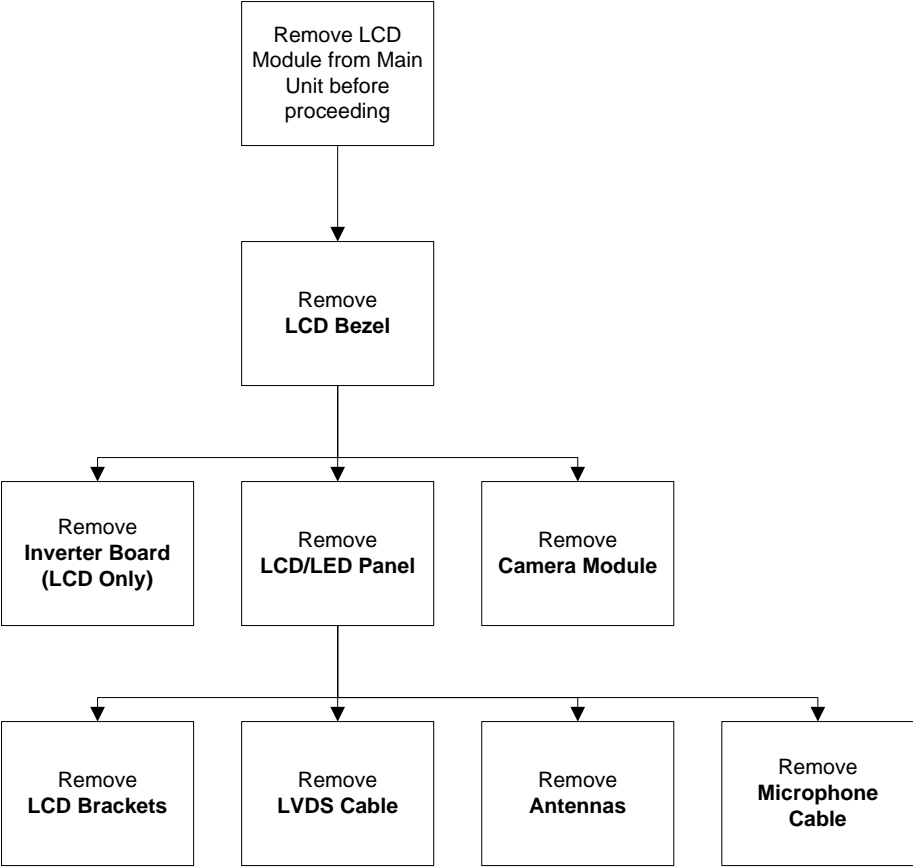 Remove LCD
Module from Main
Unit before
proceeding
Remove
LCD Bezel
Remove
Inverter Board
(LCD Only)
Remove
LCD/LED Panel
Remove
Camera Module
Remove
LCD Brackets
Remove
LVDS Cable
Remove
Antennas
Remove
Microphone
Cable